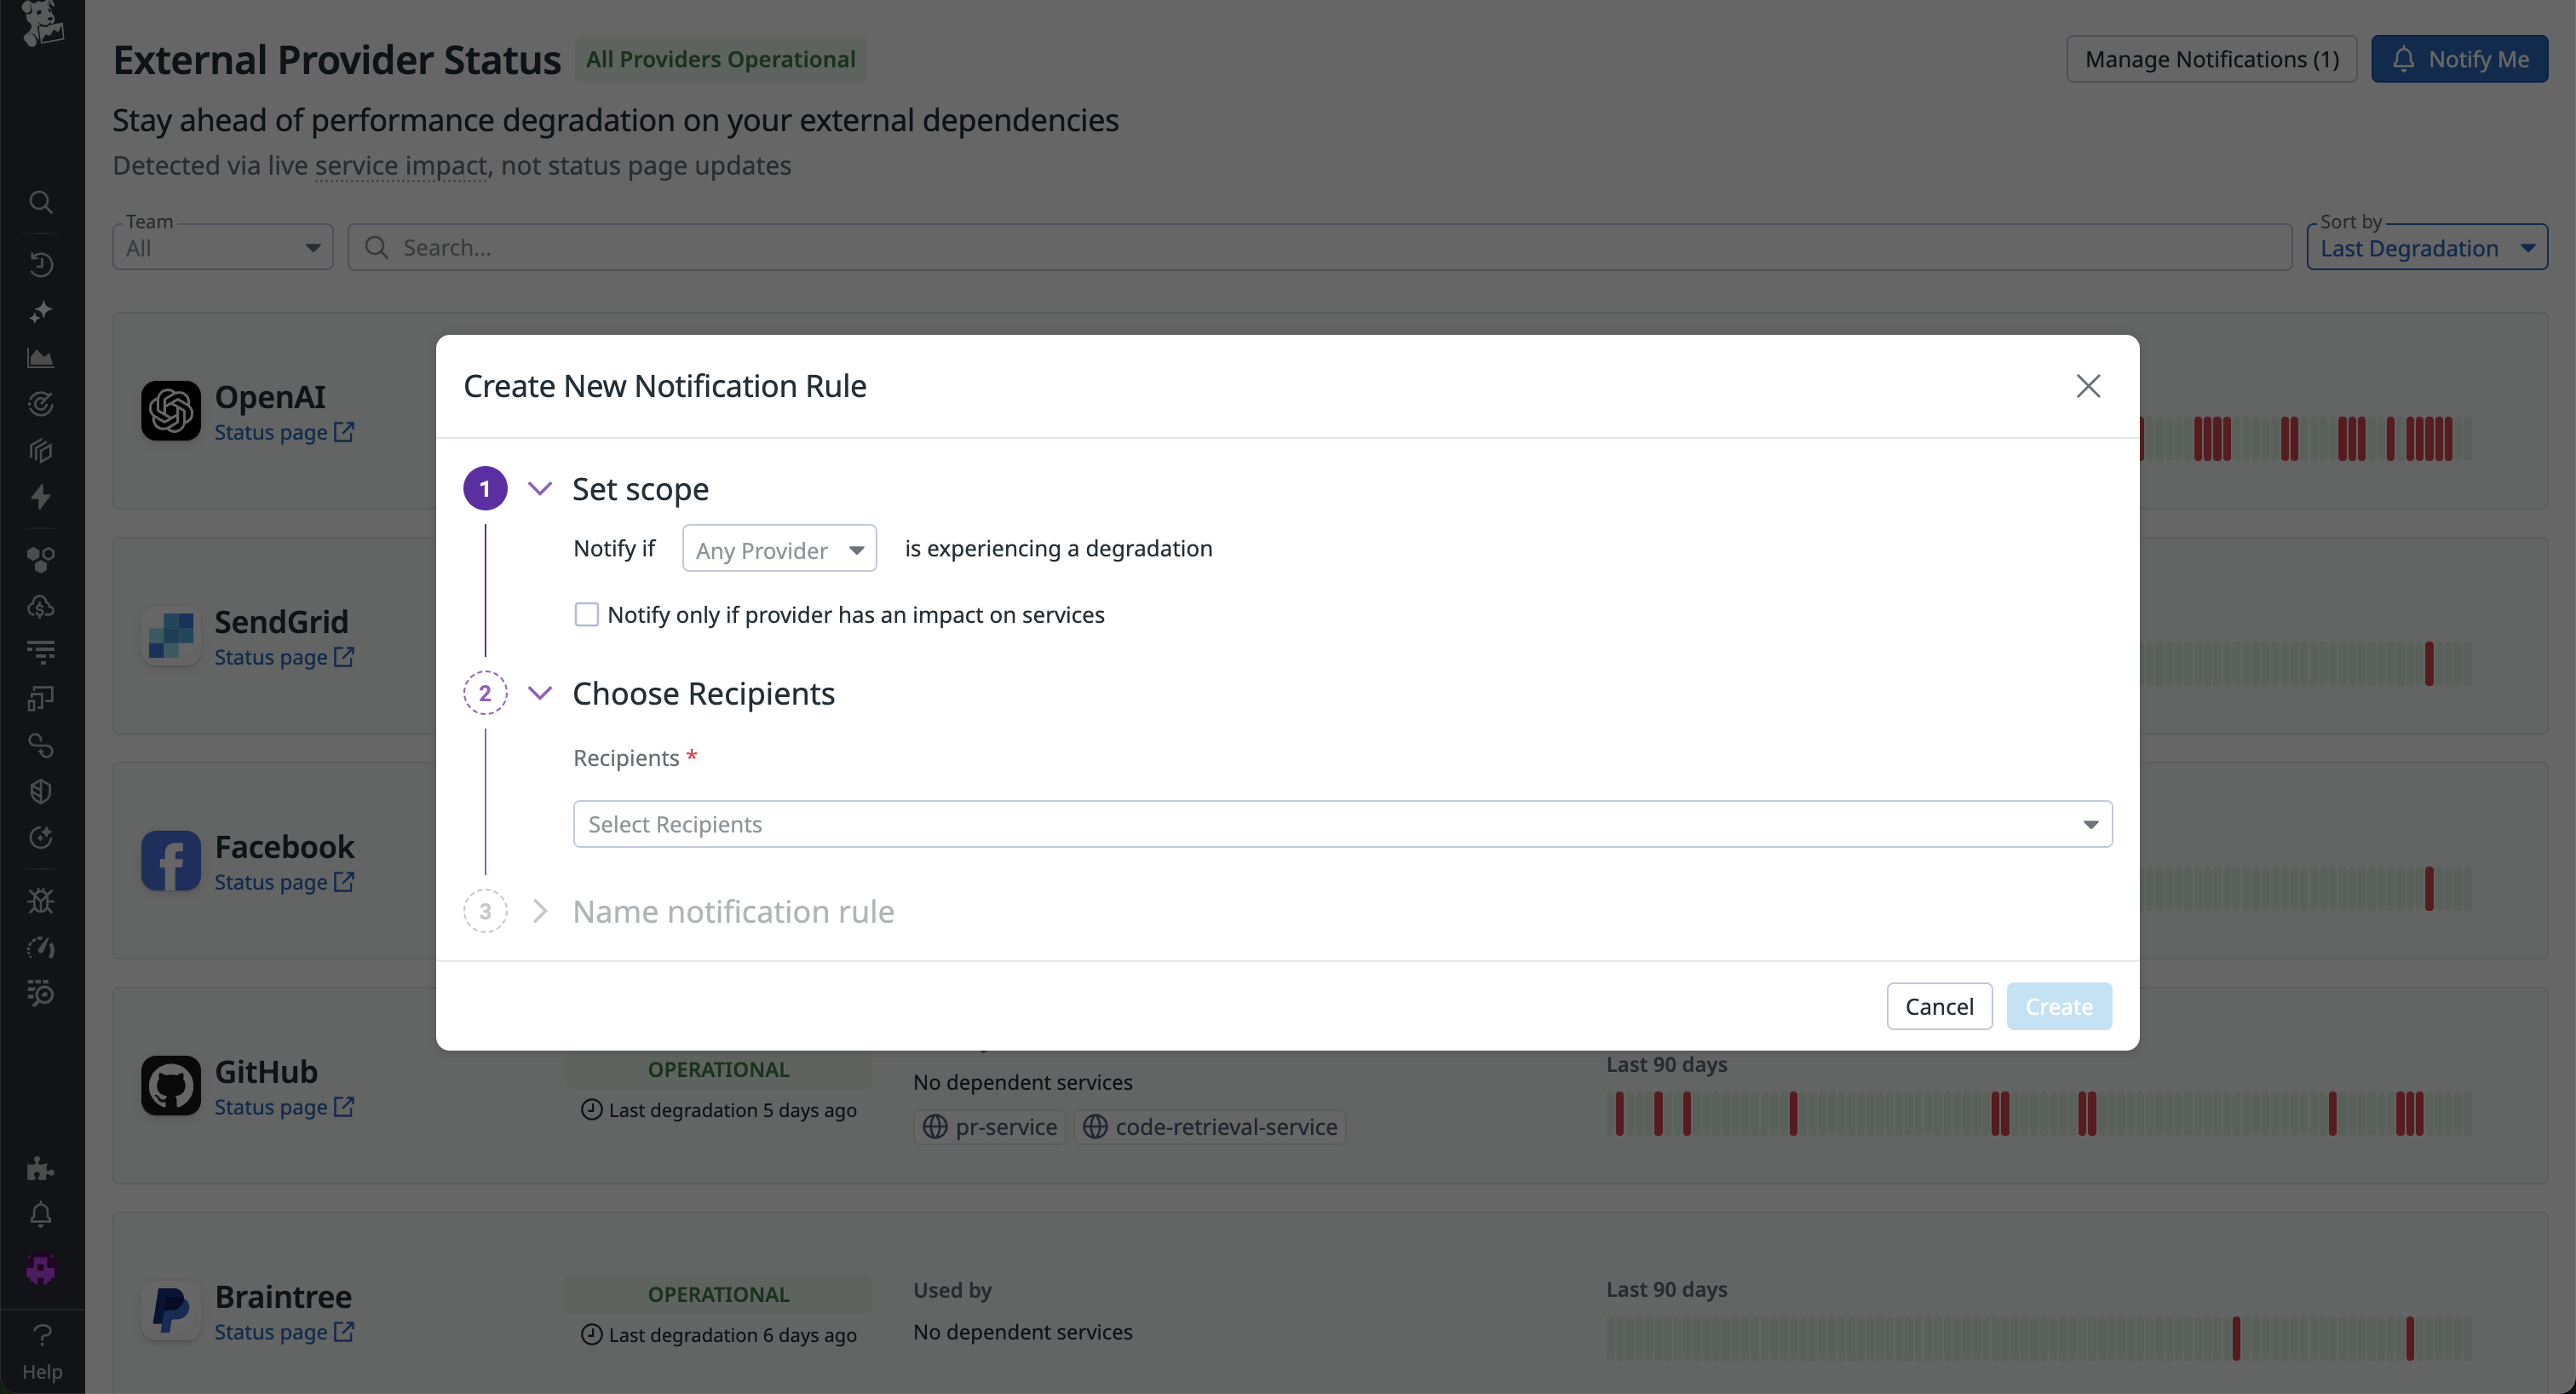 External Provider Status
All Providers Operational
Manage Notifications (1)
Notify Me
Stay ahead of performance degradation on your external dependencies
Detected via live service impact, not status page updates
Team
All
Search...
Sort by
Last Degradation
OpenAI
Status page
SendGrid
Status page
Facebook
Status page
Create New Notification Rule
1
Set scope
Notify if
Any Provider
is experiencing a degradation
Notify only if provider has an impact on services
2
Choose Recipients
Recipients *
Select Recipients
3
Name notification rule
Cancel
Create
GitHub
Status page
OPERATIONAL
Last degradation 5 days ago
No dependent services
pr-service
code-retrieval-service
Last 90 days
Braintree
Status page
OPERATIONAL
Last degradation 6 days ago
Used by
No dependent services
Last 90 days
Help